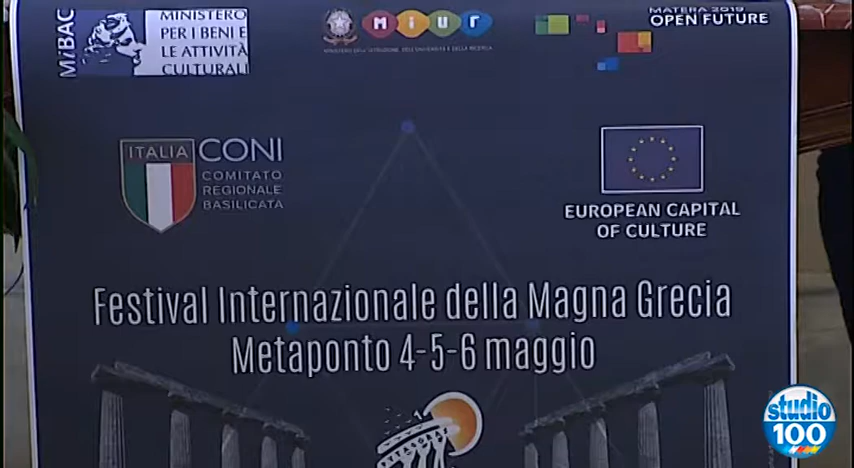 MiBAC
MINISTERO
PER I BENI E
LE ATTIVITÀ
CULTURALI
MIUR
MINISTERO DELL'ISTRUZIONE, DELL'UNIVERSITÀ E DELLA RICERCA
MATERA 2019
OPEN FUTURE
ITALIA CONI
COMITATO
REGIONALE
BASILICATA
EUROPEAN CAPITAL
OF CULTURE
Festival Internazionale della Magna Grecia
Metaponto 4-5-6 maggio
studio
100